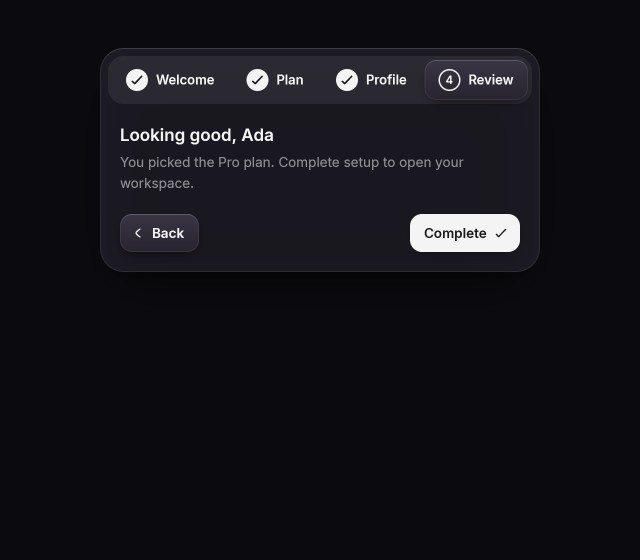 Welcome Plan Profile 4 Review
Looking good, Ada
You picked the Pro plan. Complete setup to open your
workspace.
Back Complete